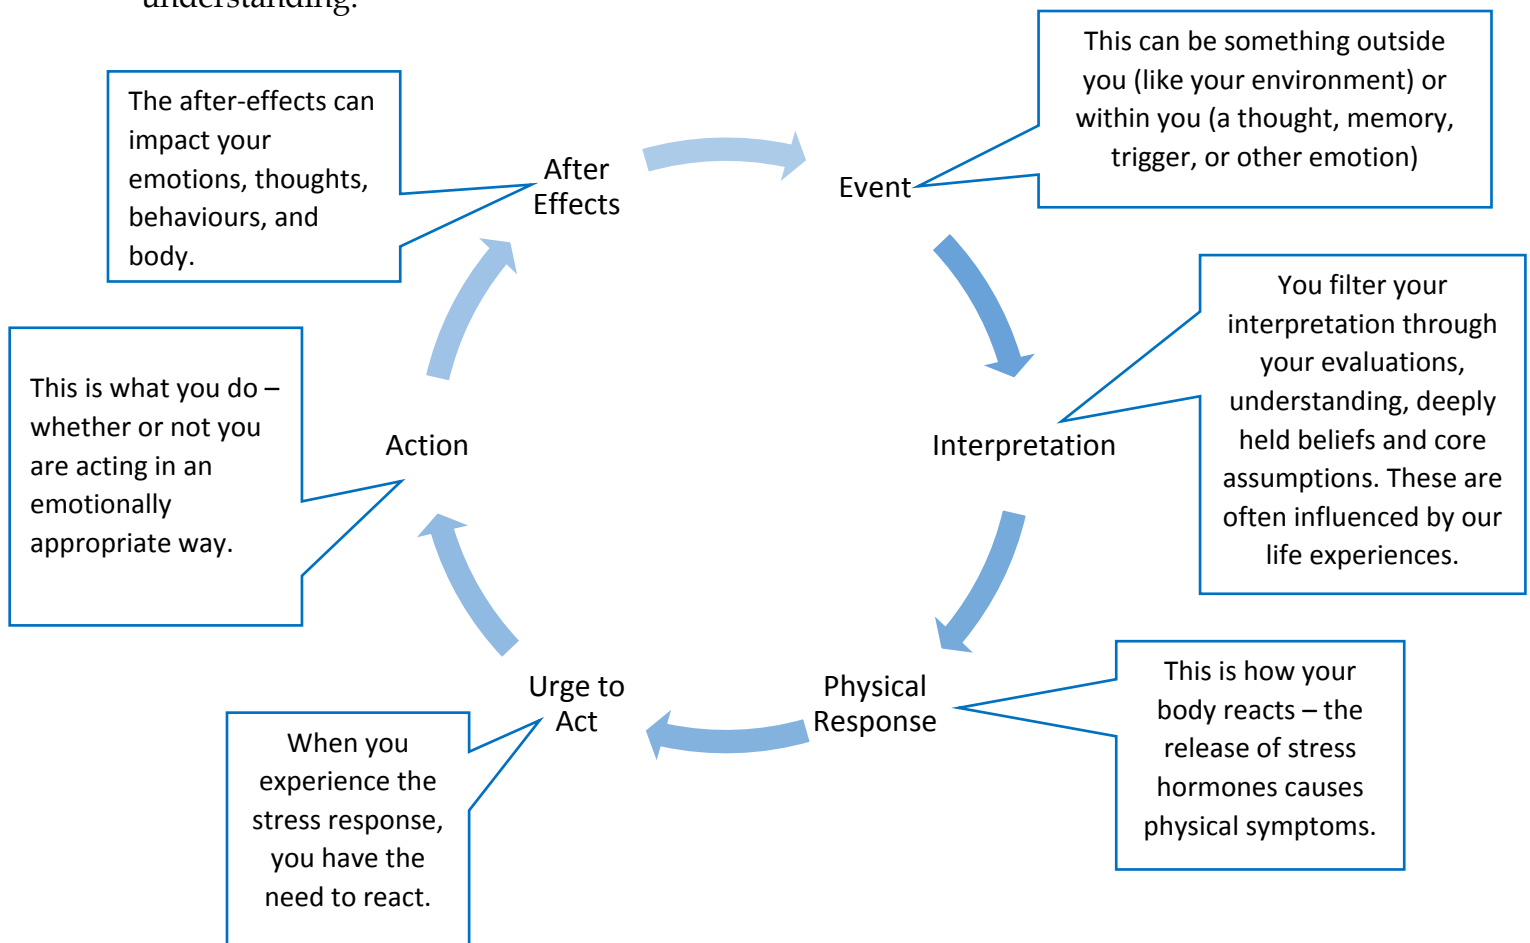 understanding.
This can be something outside
you (like your environment) or
within you (a thought, memory,
trigger, or other emotion)
The after-effects can
impact your
emotions, thoughts,
behaviours, and
body.
After
Effects
Event
You filter your
interpretation through
your evaluations,
understanding, deeply
held beliefs and core
assumptions. These are
often influenced by our
life experiences.
This is what you do –
whether or not you
are acting in an
emotionally
appropriate way.
Action
Interpretation
Urge to
Act
Physical
Response
This is how your
body reacts – the
release of stress
hormones causes
physical symptoms.
When you
experience the
stress response,
you have the
need to react.